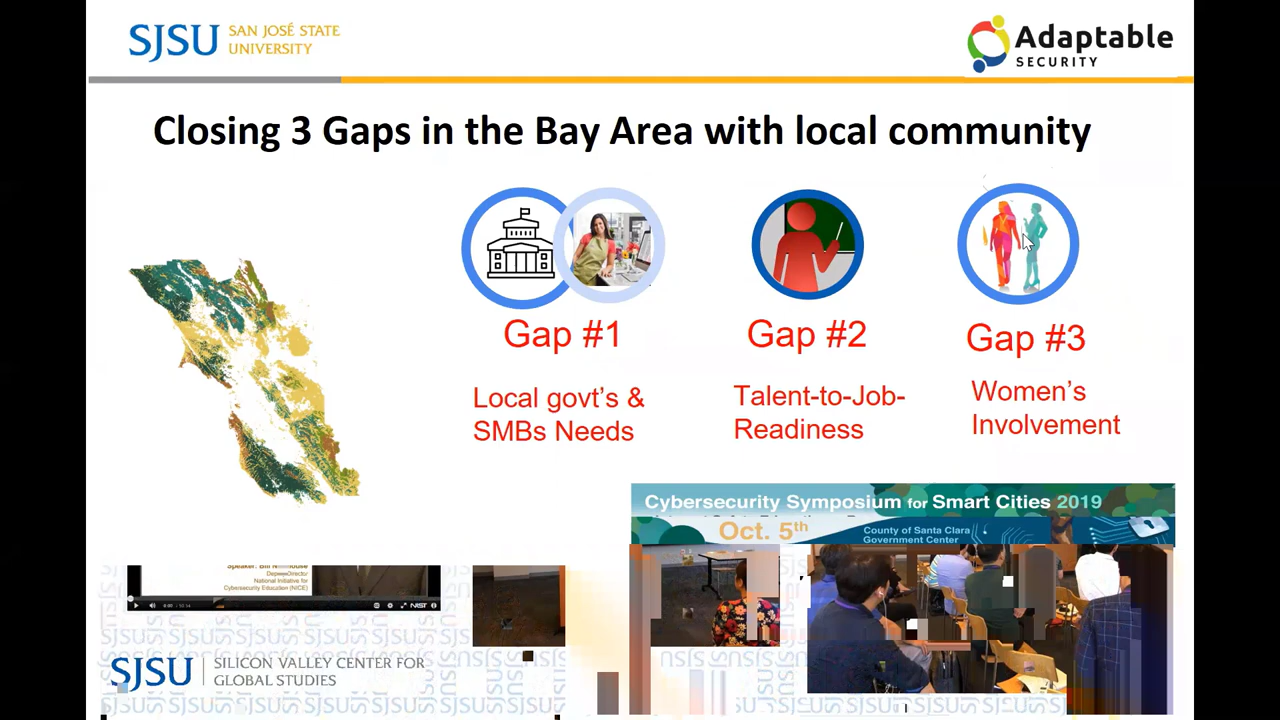 SJSU
SAN JOSÉ STATE
UNIVERSITY
Adaptable
SECURITY
Closing 3 Gaps in the Bay Area with local community
Gap #1
Gap #2
Gap #3
Local govt's &
SMBs Needs
Talent-to-Job-
Readiness
Women's
Involvement
Cybersecurity Symposium for Smart Cities 2019
Oct. 5th
County of Santa Clara
Government Center
Speaker: Bill
National Initiative for
Cybersecurity Education (NICE)
NIST
SJSU
SILICON VALLEY CENTER FOR
GLOBAL STUDIES